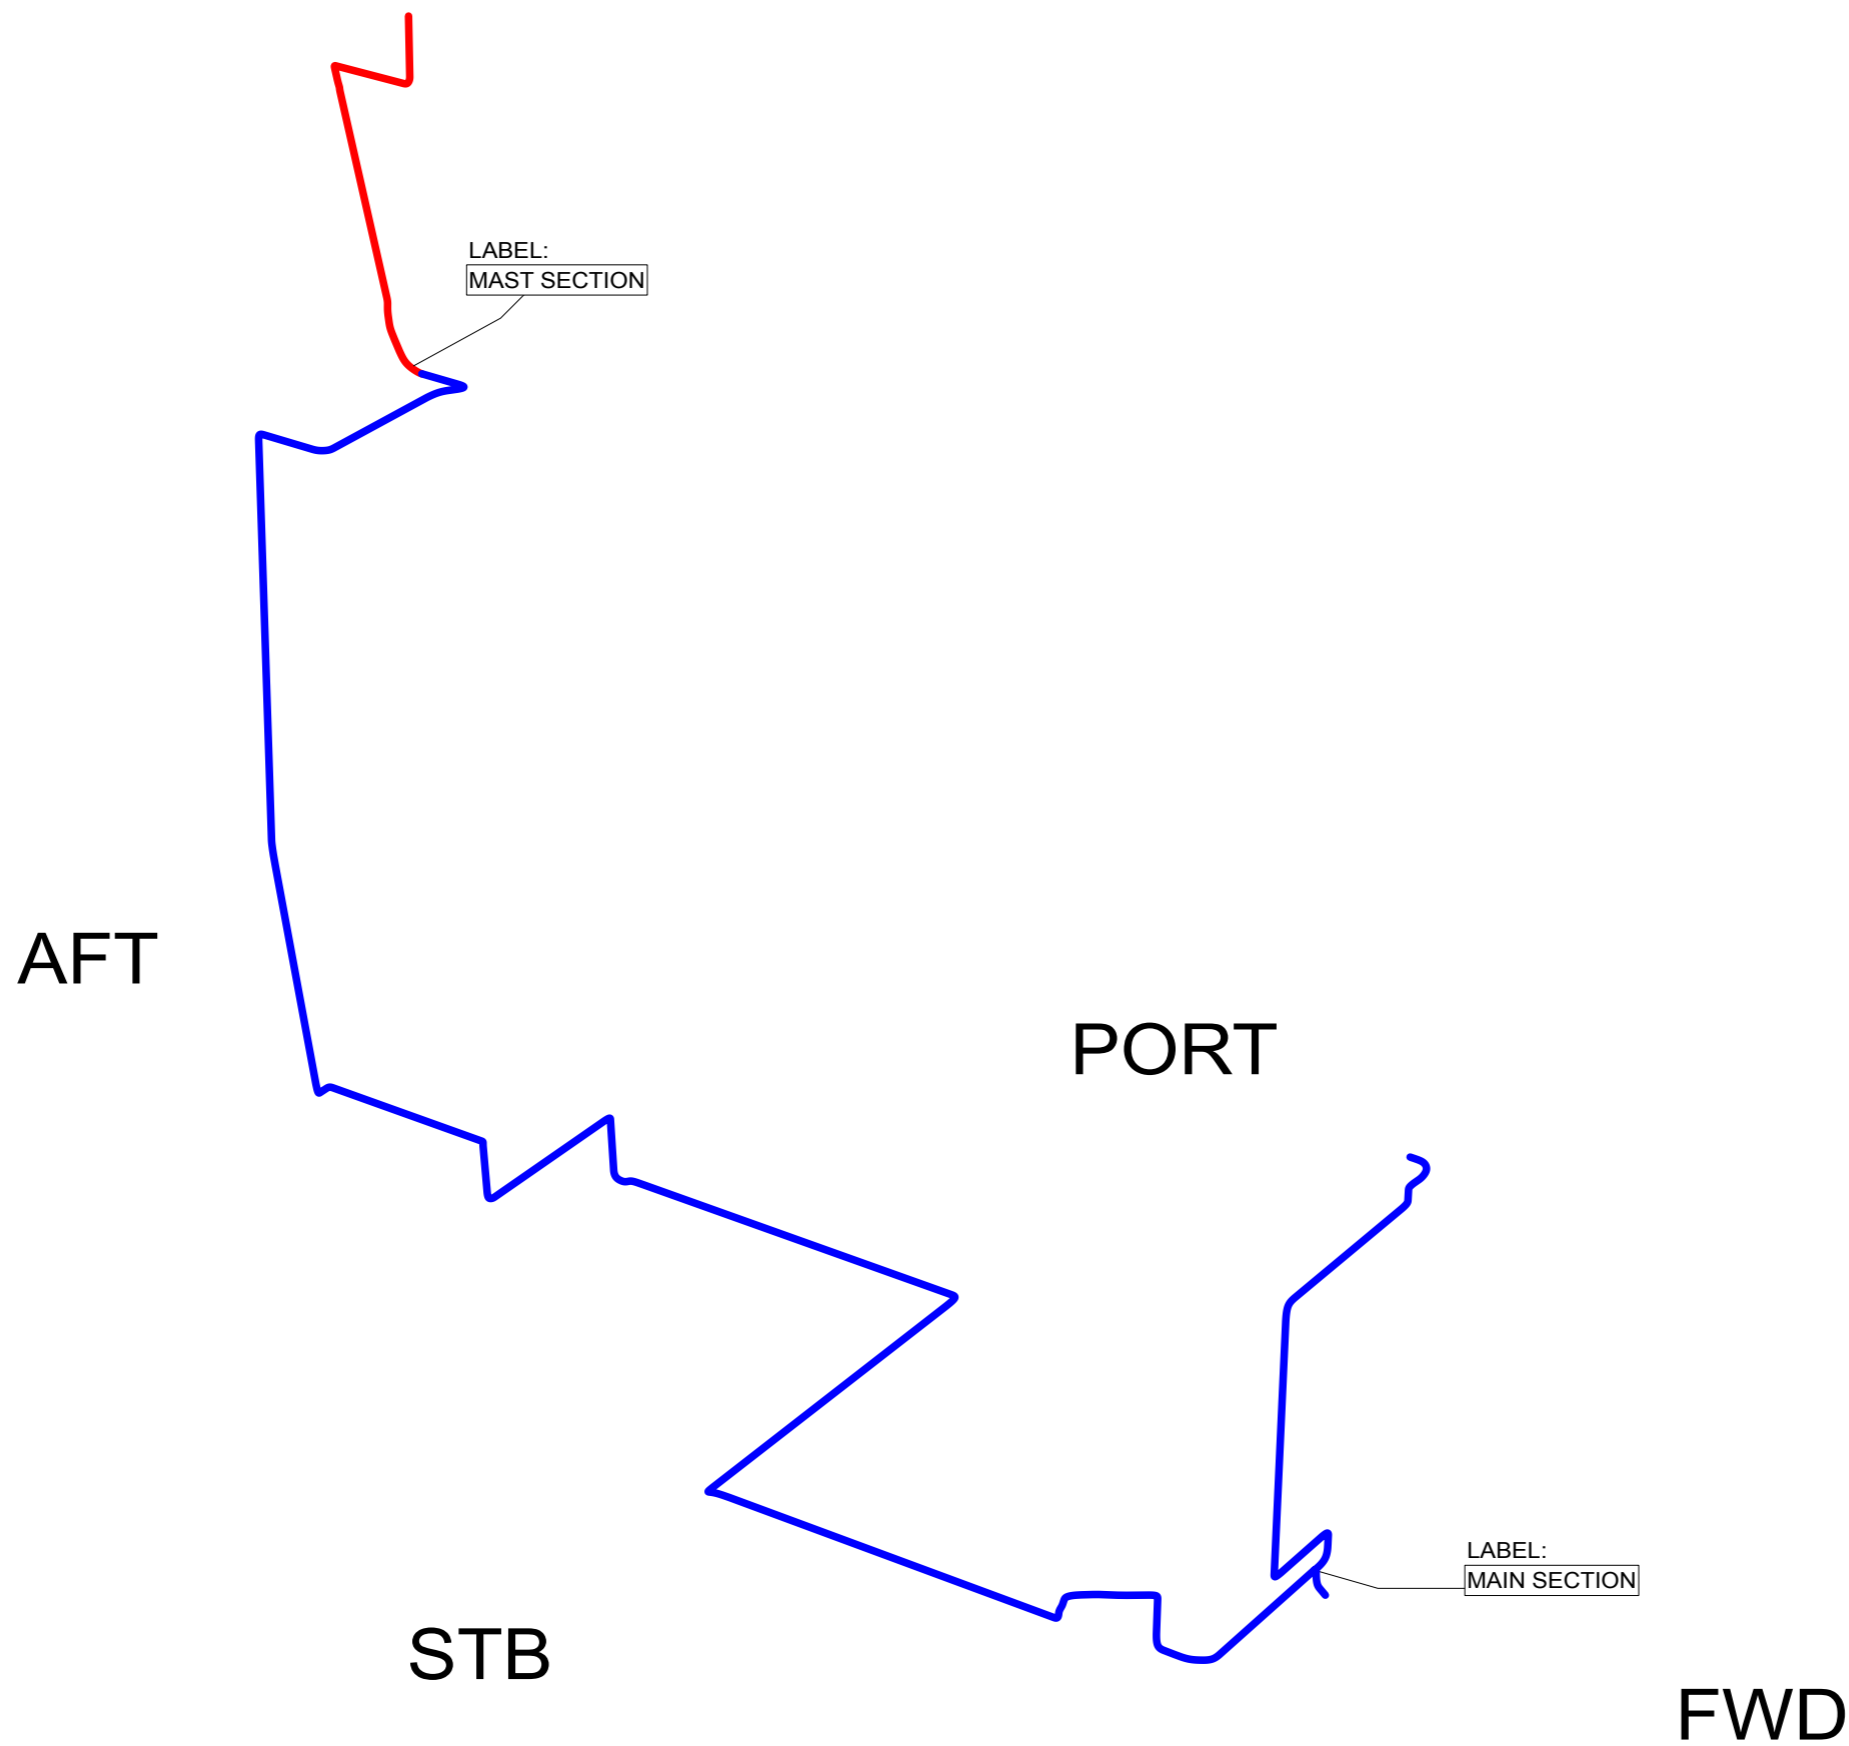 LABEL:
MAST SECTION
AFT
PORT
LABEL:
MAIN SECTION
STB
FWD